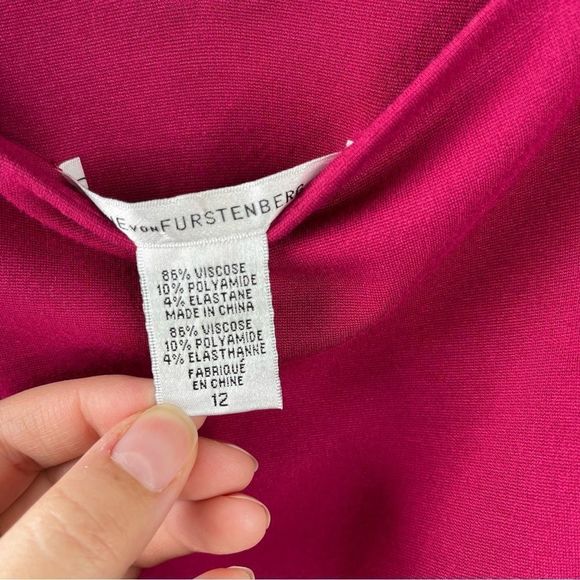 NE VON FURSTENBERG
86% VISCOSE
10% POLYAMIDE
4% ELASTANE
MADE IN CHINA
86% VISCOSE
10% POLYAMIDE
4% ELASTHANNE
FABRIQUÉ
EN CHINE
12